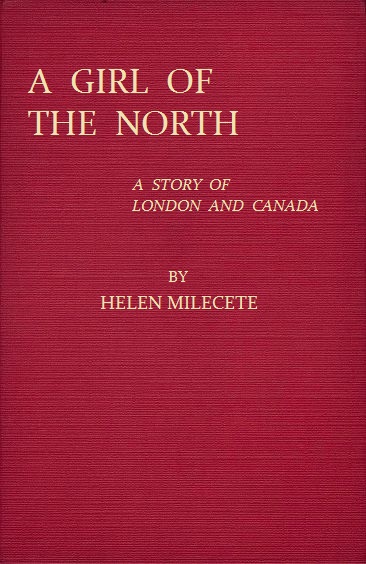 A GIRL OF
THE NORTH
A STORY OF
LONDON AND CANADA
BY
HELEN MILECETE